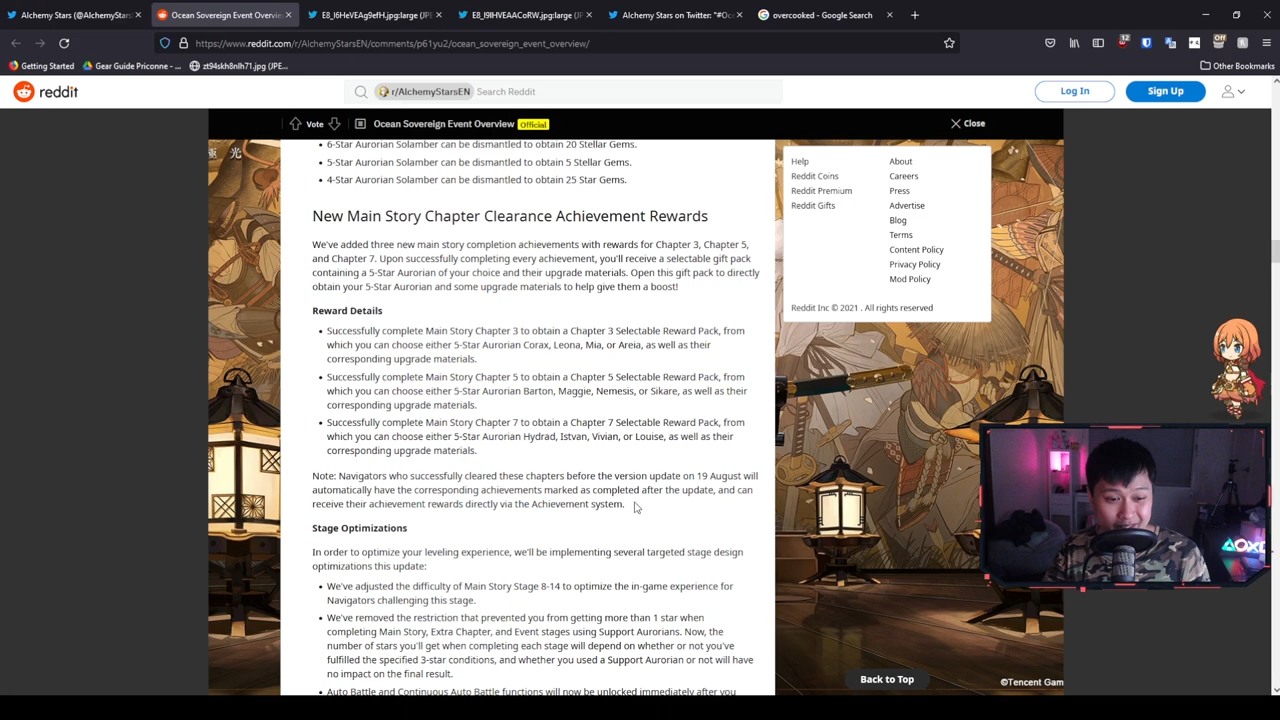 Alchemy Stars (@AlchemyStars
Ocean Sovereign Event Overvie
E8_I6HeVEAg9efH.jpg:large (JPE
E8_I9IHVEAACoRW.jpg:large (JP
Alchemy Stars on Twitter: "#Oc
overcooked - Google Search
https://www.reddit.com/r/AlchemyStarsEN/comments/p61yu2/ocean_sovereign_event_overview/
12
Off
Getting Started
Gear Guide Priconne - ...
zt94skh8nlh71.jpg (JPE...
Other Bookmarks
reddit
r/AlchemyStarsEN
Search Reddit
Log In
Sign Up
Vote
Ocean Sovereign Event Overview
Official
Close
極 光
6-Star Aurorian Solamber can be dismantled to obtain 20 Stellar Gems.
5-Star Aurorian Solamber can be dismantled to obtain 5 Stellar Gems.
4-Star Aurorian Solamber can be dismantled to obtain 25 Star Gems.
New Main Story Chapter Clearance Achievement Rewards
We've added three new main story completion achievements with rewards for Chapter 3, Chapter 5,
and Chapter 7. Upon successfully completing every achievement, you'll receive a selectable gift pack
containing a 5-Star Aurorian of your choice and their upgrade materials. Open this gift pack to directly
obtain your 5-Star Aurorian and some upgrade materials to help give them a boost!
Reward Details
Successfully complete Main Story Chapter 3 to obtain a Chapter 3 Selectable Reward Pack, from
which you can choose either 5-Star Aurorian Corax, Leona, Mia, or Areia, as well as their
corresponding upgrade materials.
Successfully complete Main Story Chapter 5 to obtain a Chapter 5 Selectable Reward Pack, from
which you can choose either 5-Star Aurorian Barton, Maggie, Nemesis, or Sikare, as well as their
corresponding upgrade materials.
Successfully complete Main Story Chapter 7 to obtain a Chapter 7 Selectable Reward Pack, from
which you can choose either 5-Star Aurorian Hydrad, Istvan, Vivian, or Louise, as well as their
corresponding upgrade materials.
Note: Navigators who successfully cleared these chapters before the version update on 19 August will
automatically have the corresponding achievements marked as completed after the update, and can
receive their achievement rewards directly via the Achievement system.
Stage Optimizations
In order to optimize your leveling experience, we'll be implementing several targeted stage design
optimizations this update:
We've adjusted the difficulty of Main Story Stage 8-14 to optimize the in-game experience for
Navigators challenging this stage.
We've removed the restriction that prevented you from getting more than 1 star when
completing Main Story, Extra Chapter, and Event stages using Support Aurorians. Now, the
number of stars you'll get when completing each stage will depend on whether or not you've
fulfilled the specified 3-star conditions, and whether you used a Support Aurorian or not will have
no impact on the final result.
Auto Battle and Continuous Auto Battle functions will now be unlocked immediately after you
Help
Reddit Coins
Reddit Premium
Reddit Gifts
About
Careers
Press
Advertise
Blog
Terms
Content Policy
Privacy Policy
Mod Policy
Reddit Inc © 2021 . All rights reserved
Back to Top
©Tencent Gam